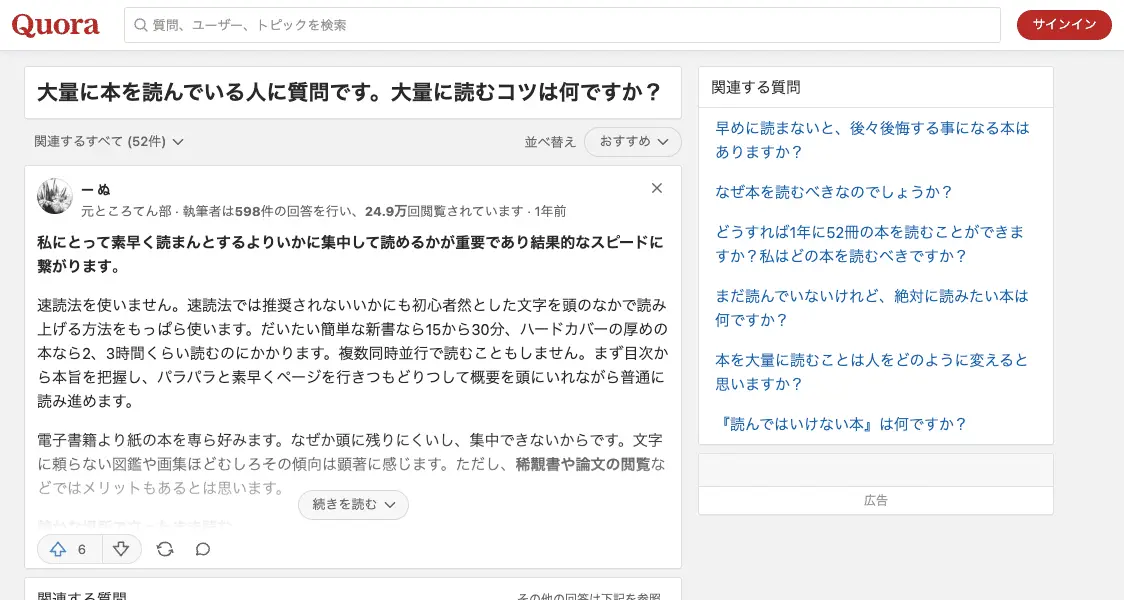 Quora
質問、ユーザー、トピックを検索
サインイン
大量に本を読んでいる人に質問です。大量に読むコツは何ですか？
関連するすべて (52件)
並べ替え
おすすめ
一 ぬ
元ところてん部 · 執筆者は598件の回答を行い、24.9万回閲覧されています · 1年前
私にとって素早く読まんとするよりいかに集中して読めるかが重要であり結果的なスピードに
繋がります。
速読法を使いません。速読法では推奨されないいかにも初心者然とした文字を頭のなかで読み
上げる方法をもっぱら使います。だいたい簡単な新書なら15から30分、ハードカバーの厚めの
本なら2、3時間くらい読むのにかかります。複数同時並行で読むこともしません。まず目次か
ら本旨を把握し、パラパラと素早くページを行きつもどりつして概要を頭にいれながら普通に
読み進めます。
電子書籍より紙の本を専ら好みます。なぜか頭に残りにくいし、集中できないからです。文字
に頼らない図鑑や画集ほどむしろその傾向は顕著に感じます。ただし、稀覯書や論文の閲覧な
どではメリットもあるとは思います。
続きを読む
6
関連する質問
その他の回答は下記を参照
関連する質問
早めに読まないと、後々後悔する事になる本は
ありますか？
なぜ本を読むべきなのでしょうか？
どうすれば1年に52冊の本を読むことができま
すか？私はどの本を読むべきですか？
まだ読んでいないけれど、絶対に読みたい本は
何ですか？
本を大量に読むことは人をどのように変えると
思いますか？
『読んではいけない本』は何ですか？
広告